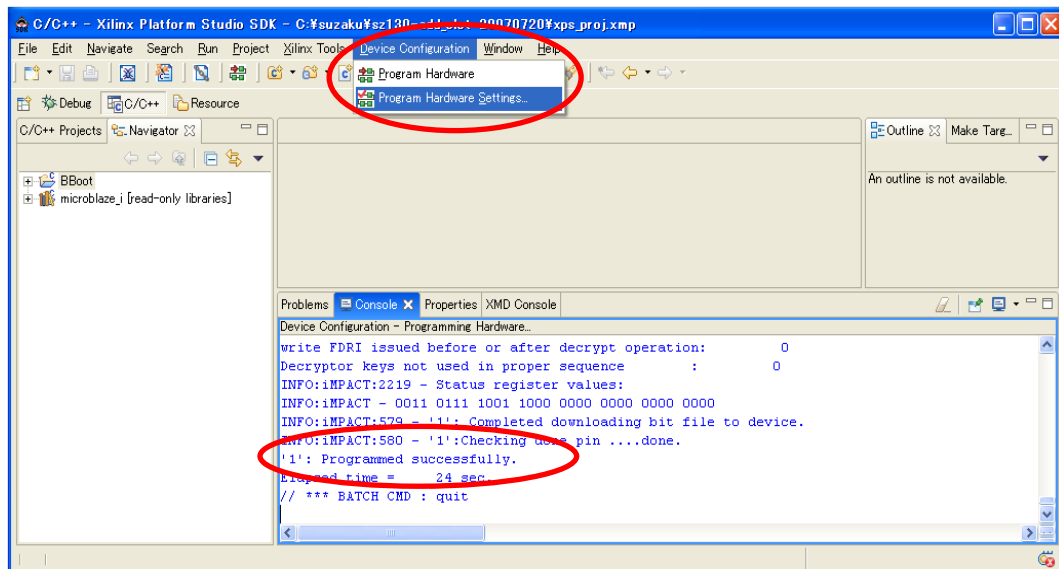 C/C++ - Xilinx Platform Studio SDK - C:¥suzaku¥sz130-add_slot-20070720¥xps_proj.xmp
File Edit Navigate Search Run Project Xilinx Tools Device Configuration Window Help
Program Hardware
Program Hardware Settings...
Debug C/C++ Resource
C/C++ Projects Navigator
BBoot
microblaze_i [read-only libraries]
Outline Make Targ...
An outline is not available.
Problems Console Properties XMD Console
Device Configuration - Programming Hardware...
write FDRI issued before or after decrypt operation: 0
Decryptor keys not used in proper sequence : 0
INFO:iMPACT:2219 - Status register values:
INFO:iMPACT - 0011 0111 1001 1000 0000 0000 0000 0000
INFO:iMPACT:579 - '1': Completed downloading bit file to device.
INFO:iMPACT:580 - '1':Checking done pin ....done.
'1': Programmed successfully.
Elapsed time = 24 sec.
// *** BATCH CMD : quit